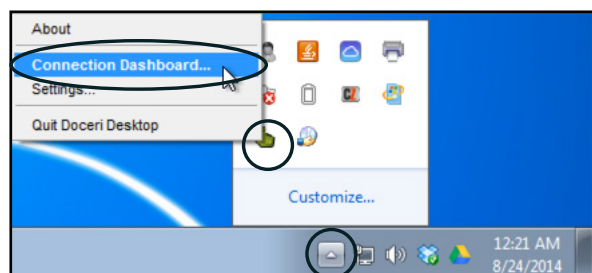 About
Connection Dashboard...
Settings...
Quit Doceri Desktop
Customize...
12:21 AM
8/24/2014